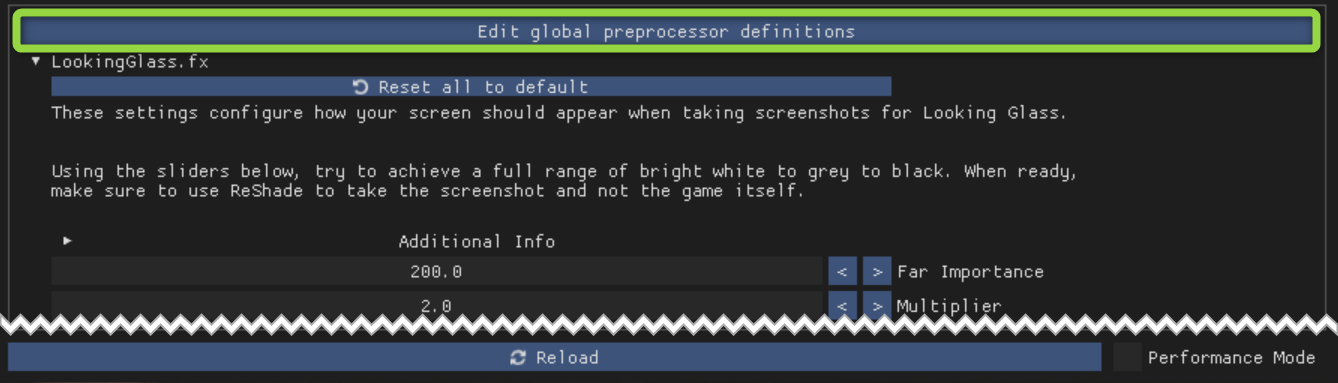 Edit global preprocessor definitions
LookingGlass.fx
Reset all to default
These settings configure how your screen should appear when taking screenshots for Looking Glass.
Using the sliders below, try to achieve a full range of bright white to grey to black. When ready,
make sure to use ReShade to take the screenshot and not the game itself.
Additional Info
200.0 < > Far Importance
2.0 < > Multiplier
Reload Performance Mode